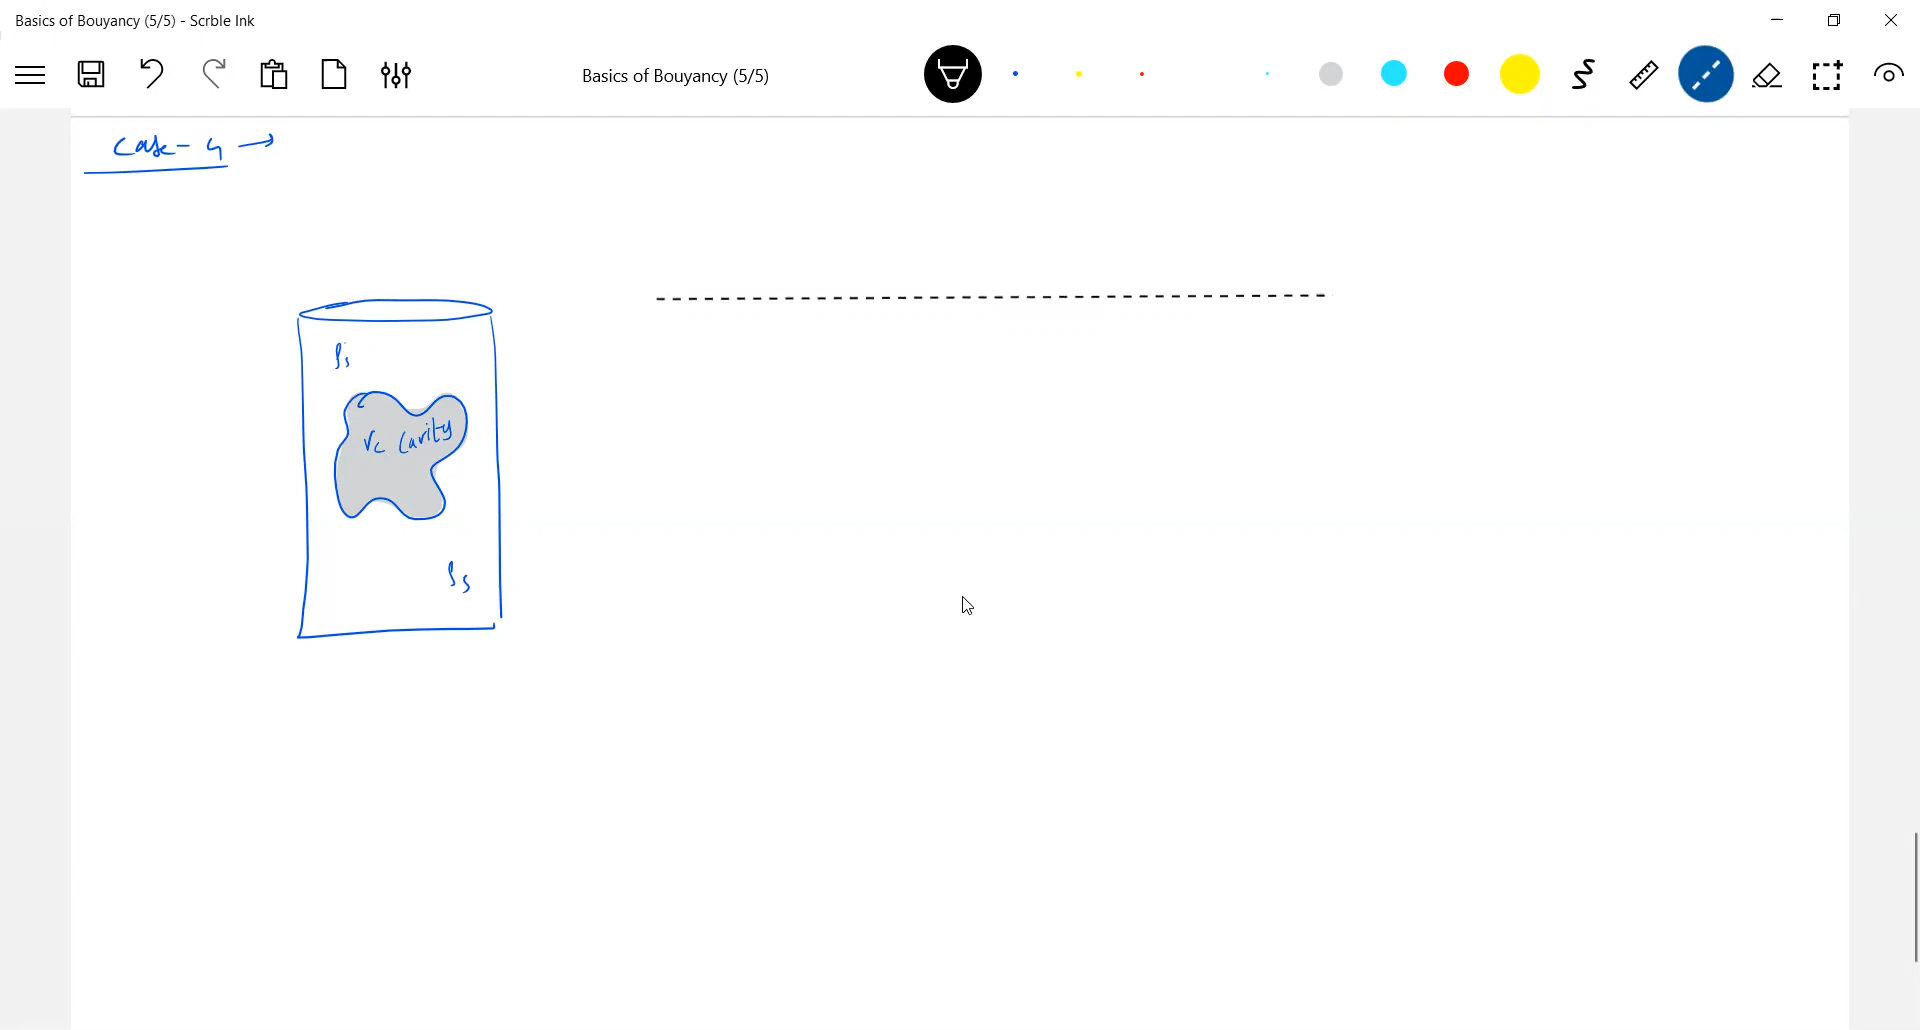 Basics of Bouyancy (5/5) - Scrble Ink
Basics of Bouyancy (5/5)
Case - 4 →
ρs
Vc Cavity
ρs